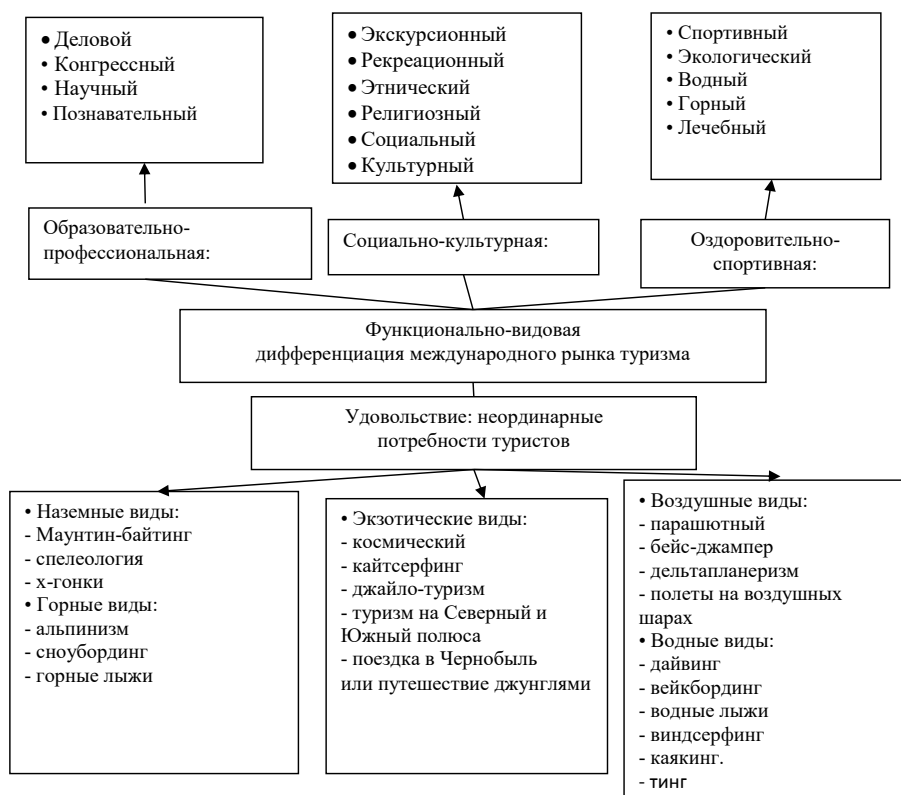 • Деловой
• Конгрессный
• Научный
• Познавательный
• Экскурсионный
• Рекреационный
• Этнический
• Религиозный
• Социальный
• Культурный
• Спортивный
• Экологический
• Водный
• Горный
• Лечебный
Образовательно-
профессиональная:
Социально-культурная:
Оздоровительно-
спортивная:
Функционально-видовая
дифференциация международного рынка туризма
Удовольствие: неординарные
потребности туристов
• Наземные виды:
- Маунтин-байтинг
- спелеология
- х-гонки
• Горные виды:
- альпинизм
- сноубординг
- горные лыжи
• Экзотические виды:
- космический
- кайтсерфинг
- джайло-туризм
- туризм на Северный и
Южный полюса
- поездка в Чернобыль
или путешествие джунглями
• Воздушные виды:
- парашютный
- бейс-джампер
- дельтапланеризм
- полеты на воздушных
шарах
• Водные виды:
- дайвинг
- вейкбординг
- водные лыжи
- виндсерфинг
- каякинг.
- тинг